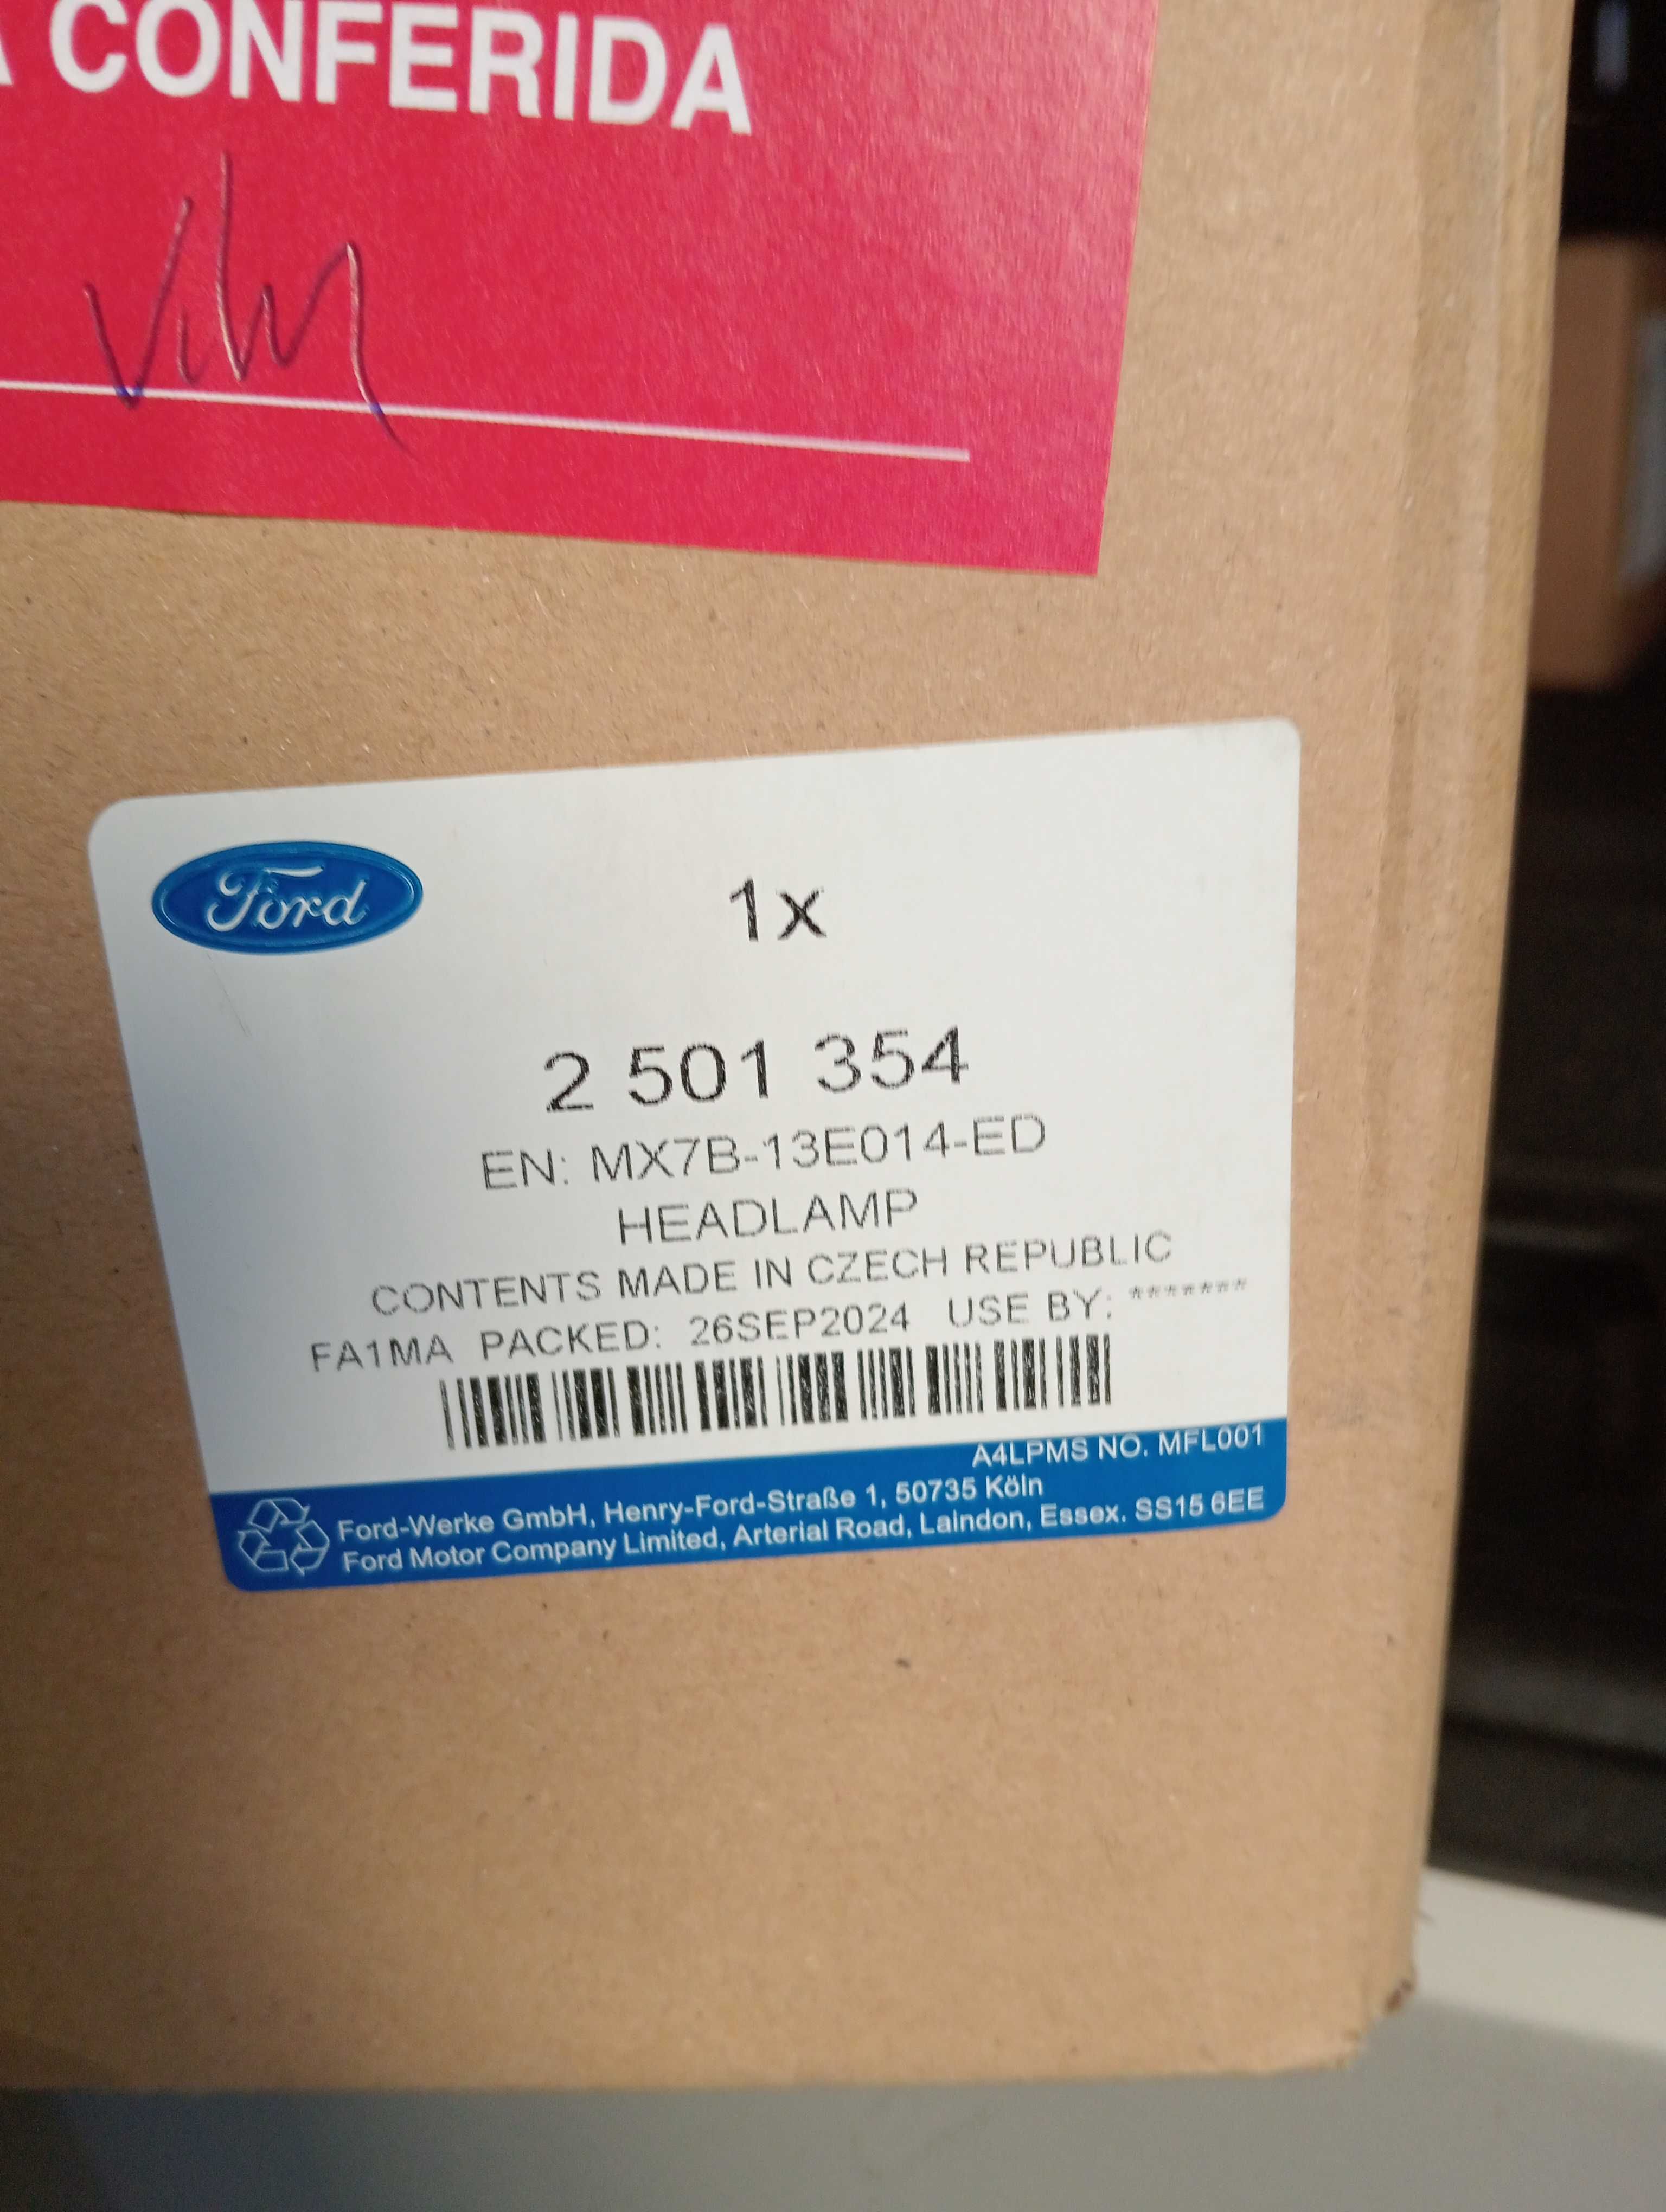 CONFERIDA
Ford
1x
2 501 354
EN: MX7B-13E014-ED
HEADLAMP
CONTENTS MADE IN CZECH REPUBLIC
FA1MA PACKED: 26SEP2024 USE BY: *******
A4LPMS NO. MFL001
Ford-Werke GmbH, Henry-Ford-Straße 1, 50735 Köln
Ford Motor Company Limited, Arterial Road, Laindon, Essex. SS15 6EE